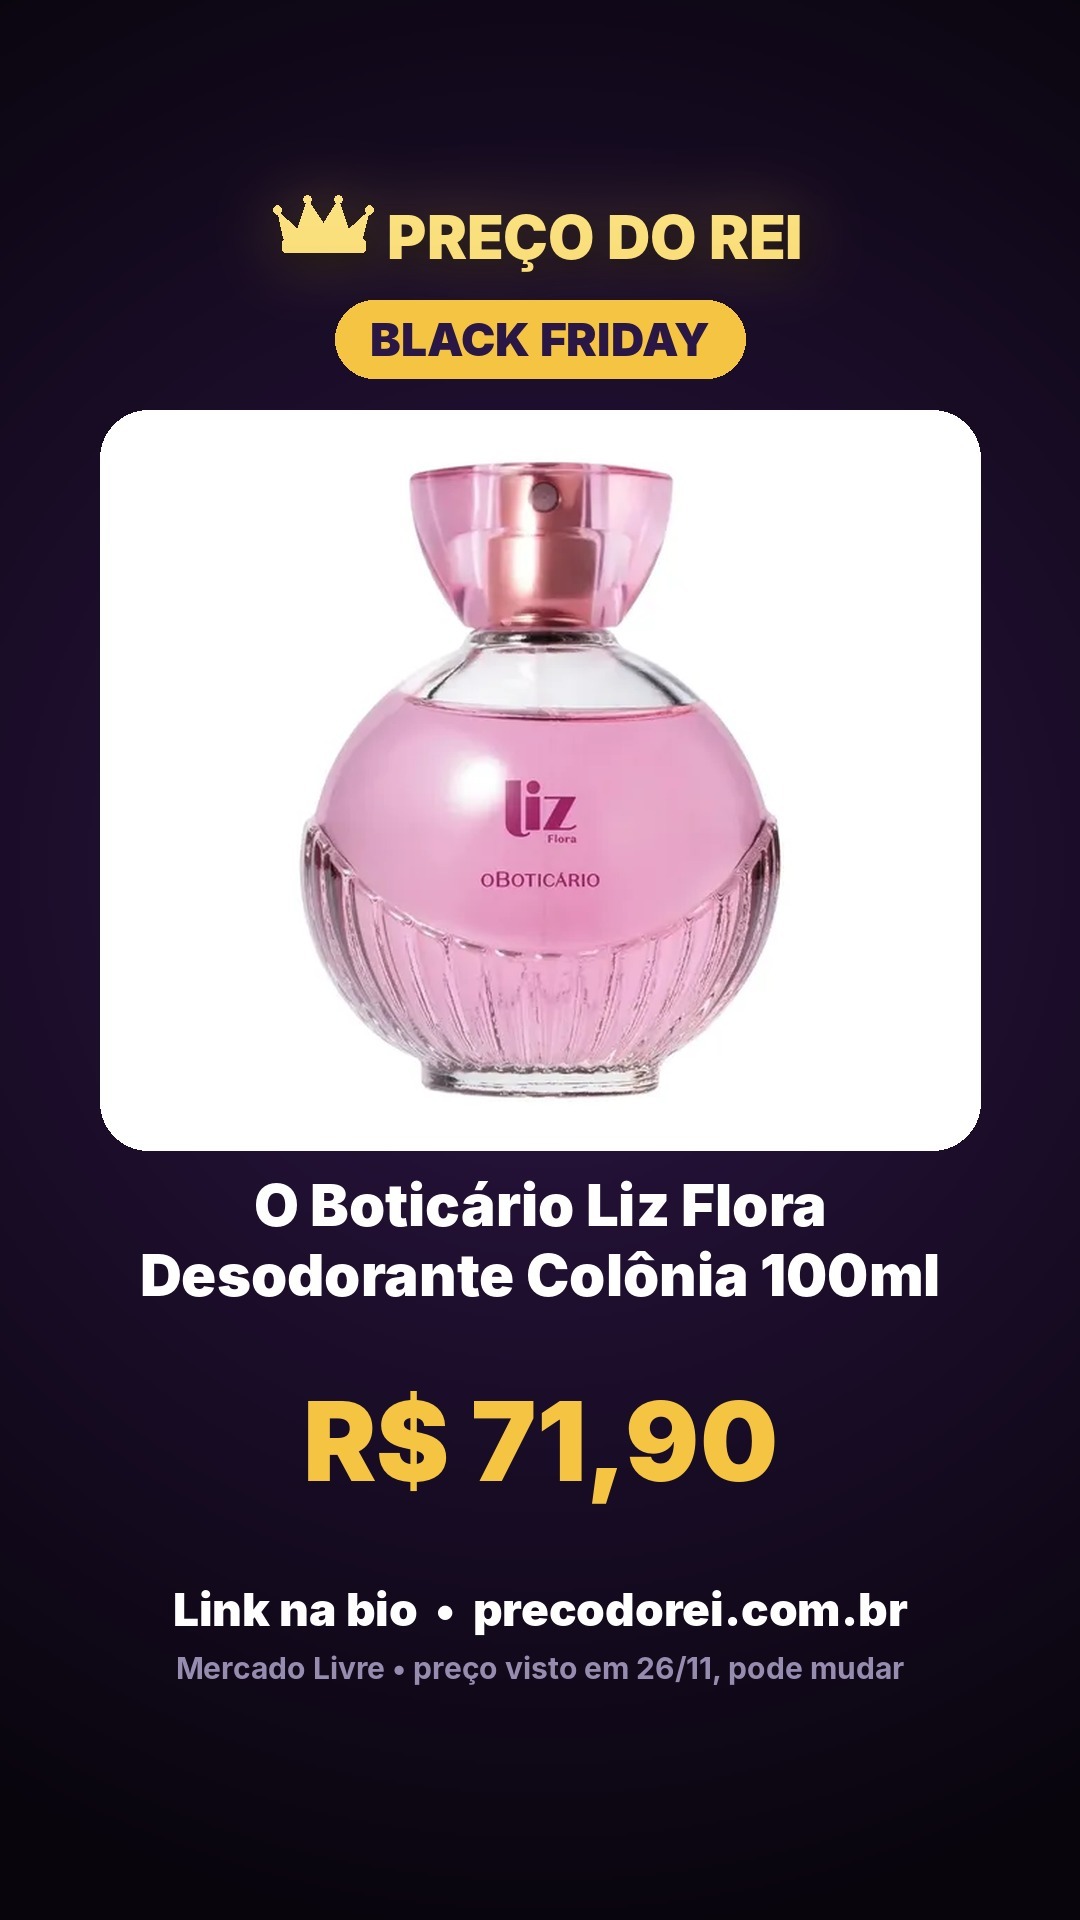 PREÇO DO REI
BLACK FRIDAY
liz
Flora
OBOTICÁRIO
O Boticário Liz Flora
Desodorante Colônia 100ml
R$ 71,90
Link na bio • precodorei.com.br
Mercado Livre • preço visto em 26/11, pode mudar